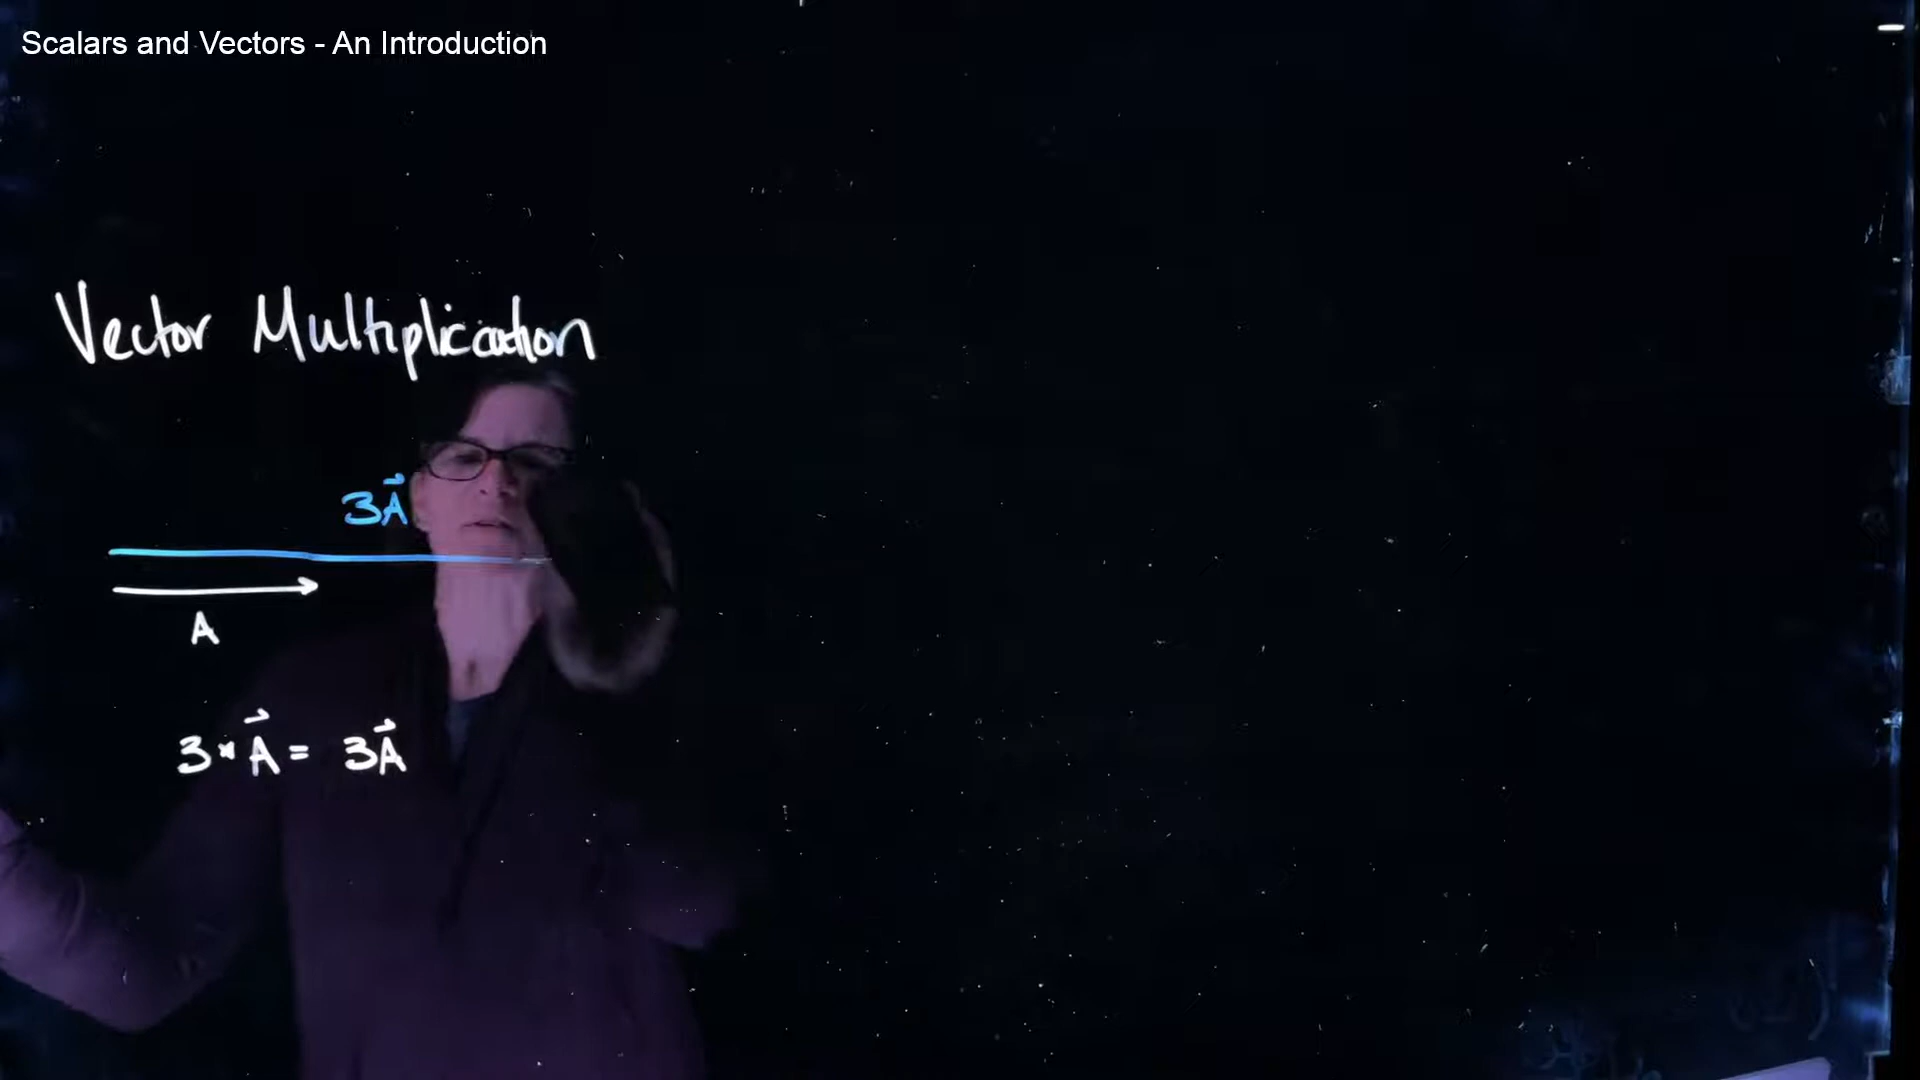 Scalars and Vectors - An Introduction
Vector Multiplication
3A⃗
A
3 * A⃗ = 3A⃗